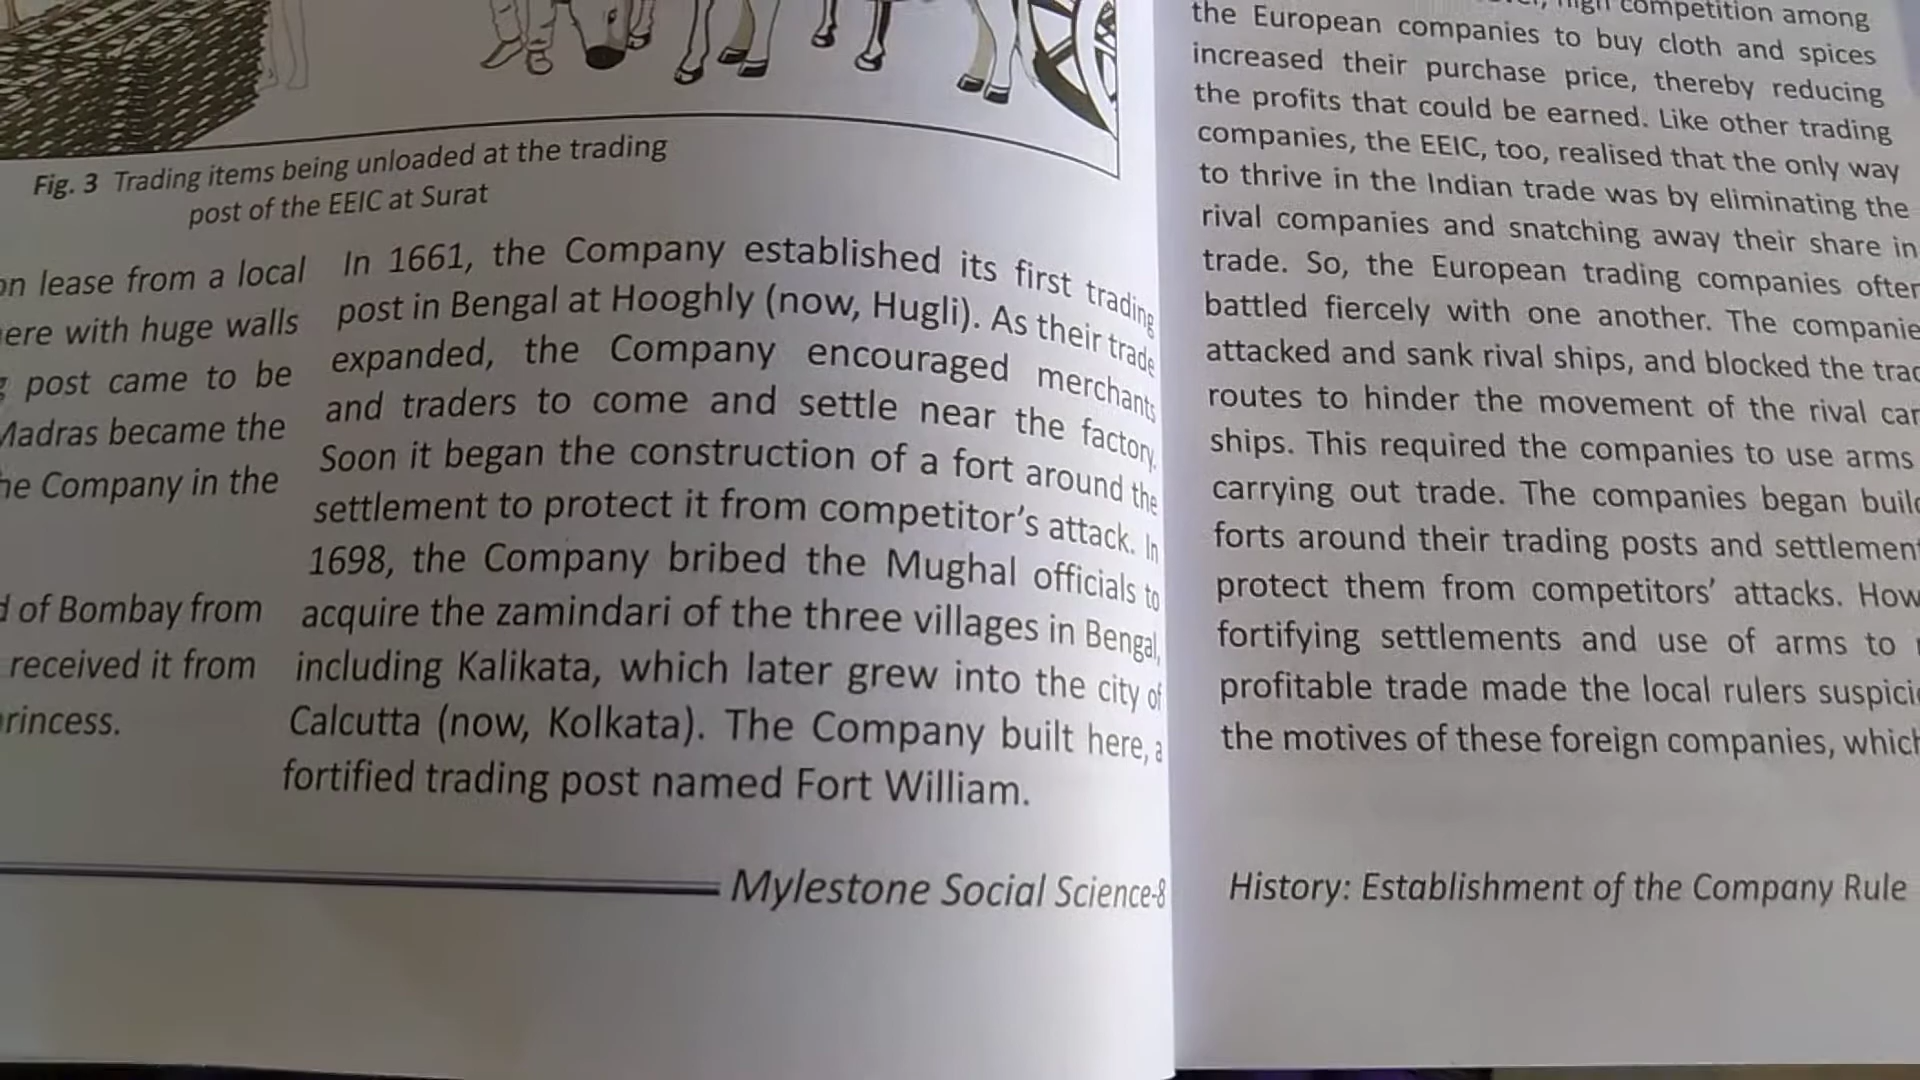 Fig. 3 Trading items being unloaded at the trading
post of the EEIC at Surat
on lease from a local
with huge walls
post came to be
Madras became the
the Company in the
of Bombay from
received it from
princess.
In 1661, the Company established its first trading
post in Bengal at Hooghly (now, Hugli). As their trade
expanded, the Company encouraged merchants
and traders to come and settle near the factory.
Soon it began the construction of a fort around the
settlement to protect it from competitor's attack. In
1698, the Company bribed the Mughal officials to
acquire the zamindari of the three villages in Bengal,
including Kalikata, which later grew into the city of
Calcutta (now, Kolkata). The Company built here, a
fortified trading post named Fort William.
Mylestone Social Science-8
high competition among
the European companies to buy cloth and spices
increased their purchase price, thereby reducing
the profits that could be earned. Like other trading
companies, the EEIC, too, realised that the only way
to thrive in the Indian trade was by eliminating the
rival companies and snatching away their share in
trade. So, the European trading companies often
battled fiercely with one another. The companie
attacked and sank rival ships, and blocked the
routes to hinder the movement of the rival
ships. This required the companies to use arms
carrying out trade. The companies began
forts around their trading posts and settlement
protect them from competitors' attacks.
fortifying settlements and use of arms to
profitable trade made the local rulers
the motives of these foreign companies, which
History: Establishment of the Company Rule